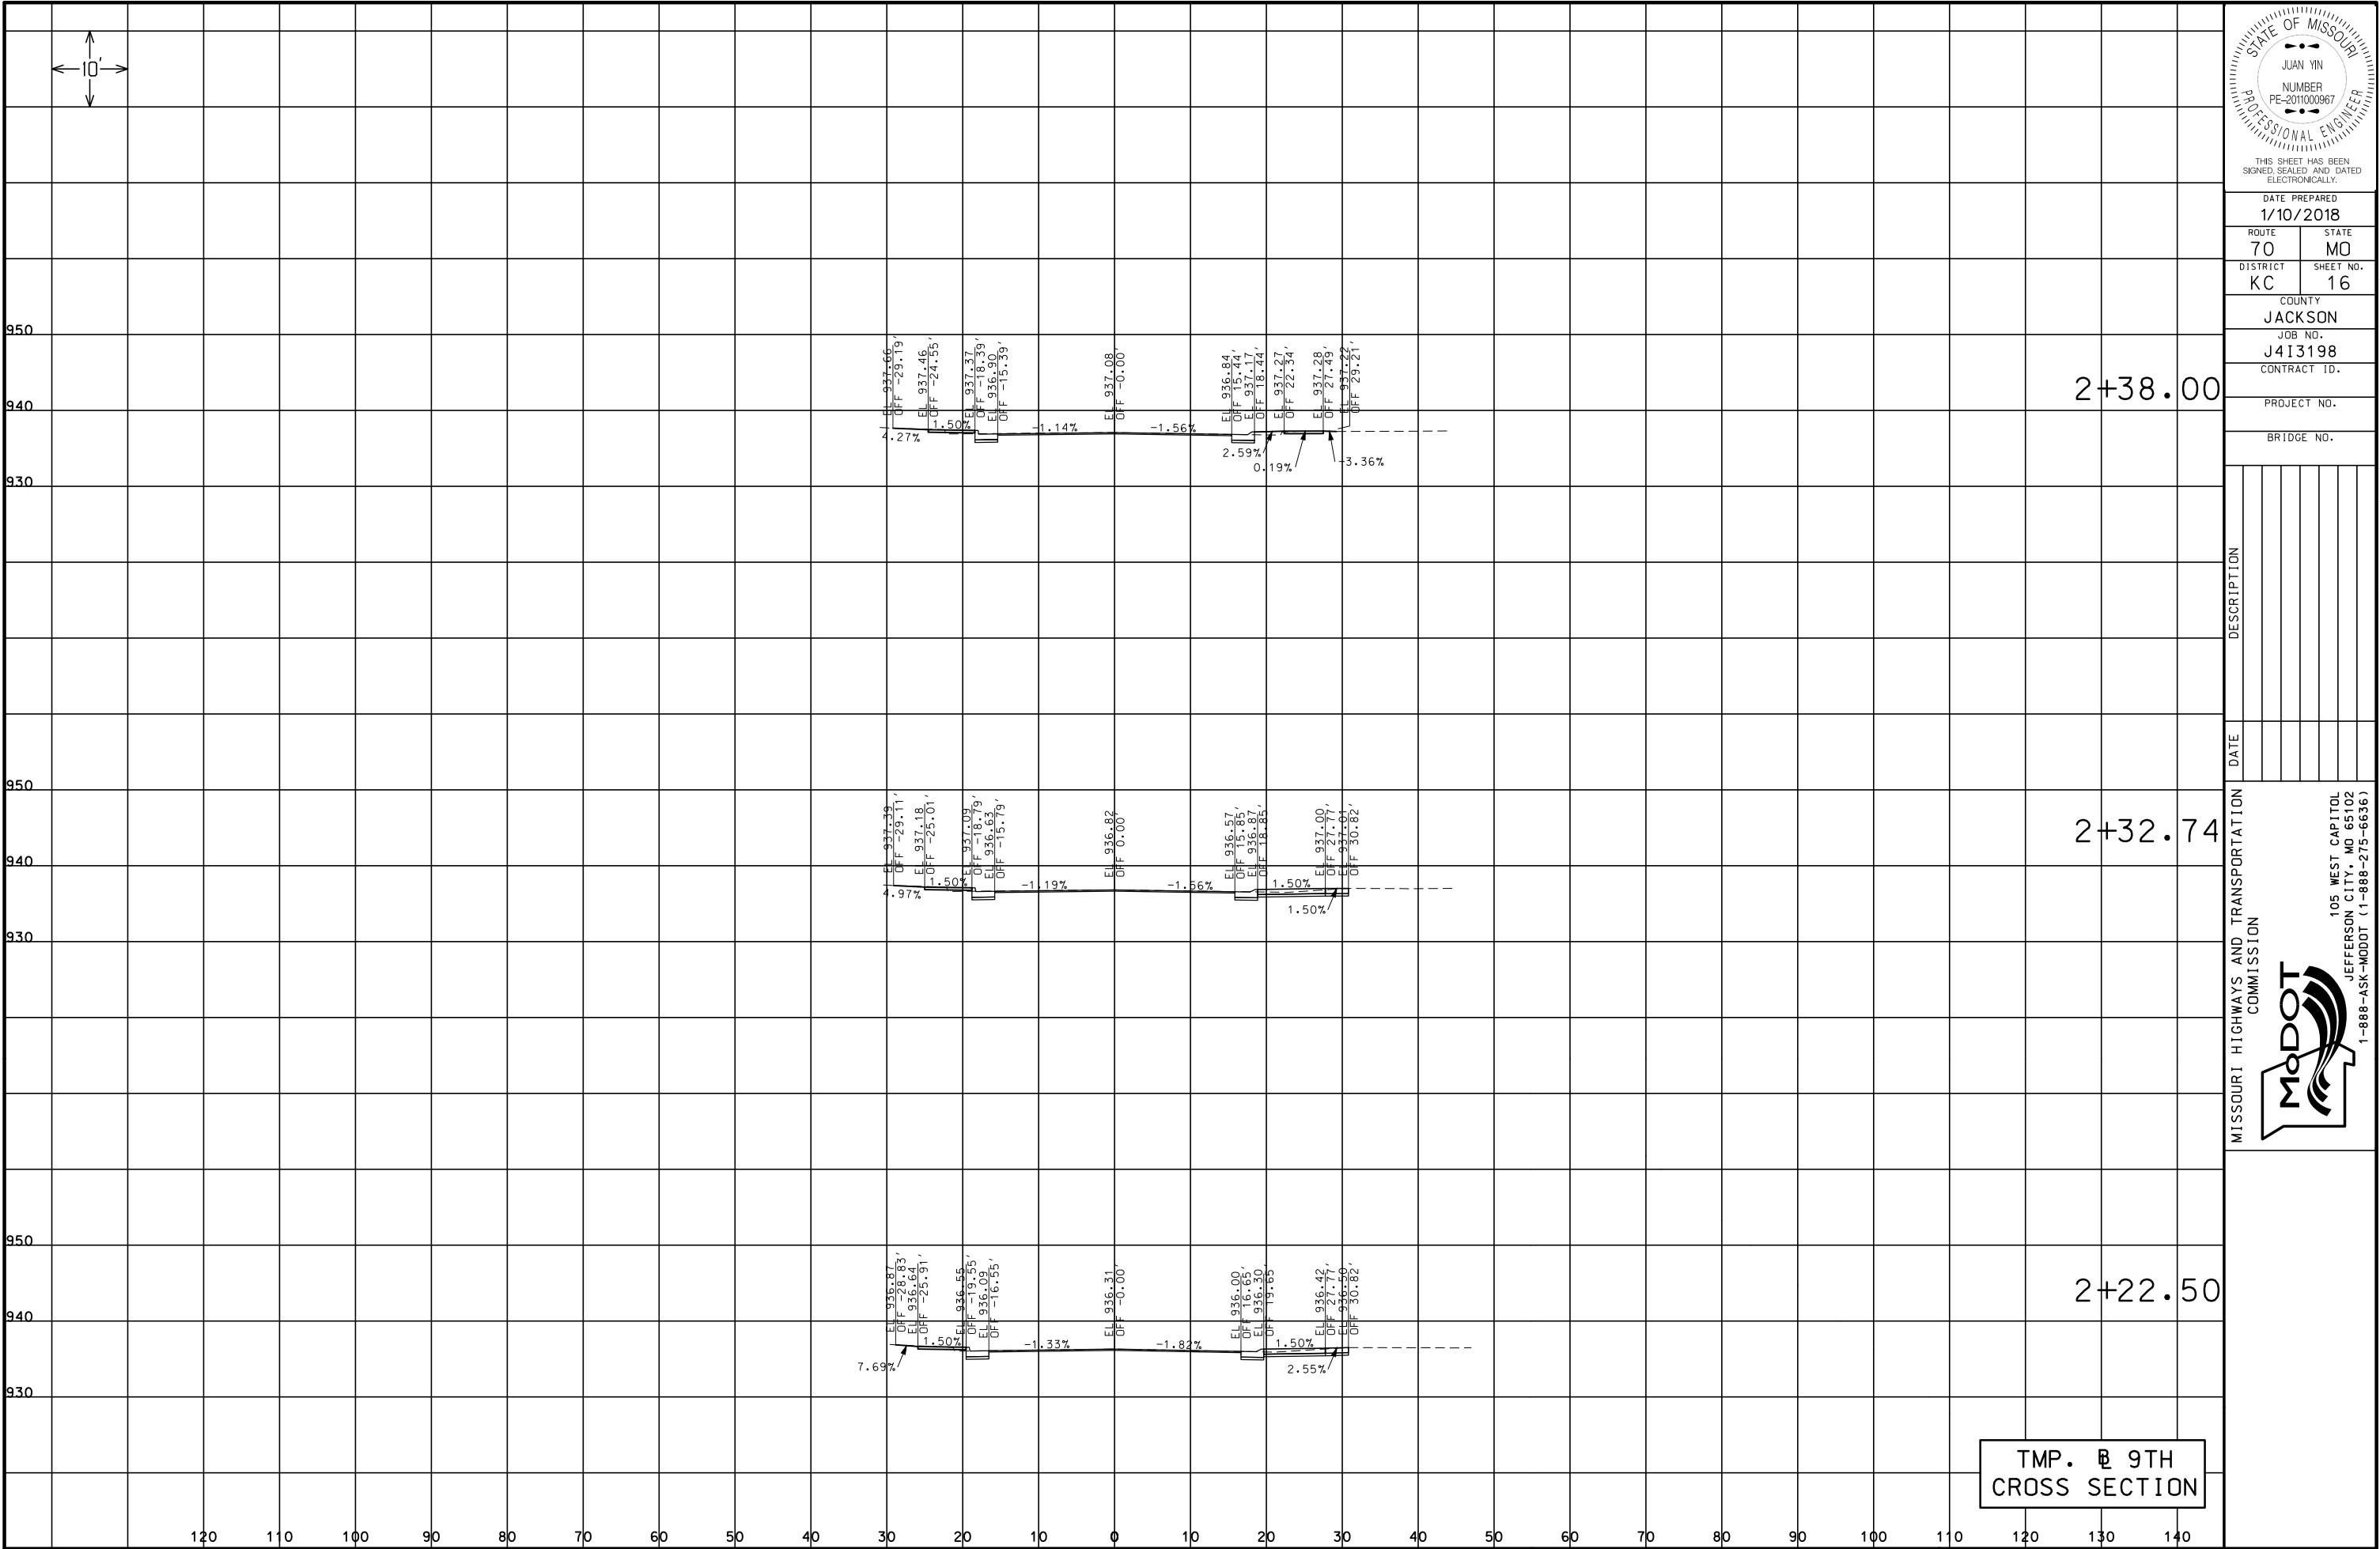 10'
950
940
930
EL 937.66
OFF -29.19'
EL 937.46
OFF -24.55'
EL 937.37
OFF -18.39'
EL 936.90
OFF -15.39'
EL 937.08
OFF -0.00'
EL 936.84
OFF 15.44'
EL 937.17
OFF 18.44'
EL 937.27
OFF 22.34'
EL 937.28
OFF 27.49'
EL 937.22
OFF 29.21'
4.27%
1.50%
-1.14%
-1.56%
2.59%
0.19%
-3.36%
2+38.00
950
940
930
EL 937.39
OFF -29.11'
EL 937.18
OFF -25.01'
EL 937.09
OFF -18.79'
EL 936.63
OFF -15.79'
EL 936.82
OFF 0.00'
EL 936.57
OFF 15.85'
EL 936.87
OFF 18.85'
EL 937.00
OFF 27.77'
EL 937.01
OFF 30.82'
4.97%
1.50%
-1.19%
-1.56%
1.50%
1.50%
2+32.74
950
940
930
EL 936.87
OFF -28.83'
EL 936.64
OFF -25.91'
EL 936.55
OFF -19.55'
EL 936.09
OFF -16.55'
EL 936.31
OFF -0.00'
EL 936.00
OFF 16.65'
EL 936.30
OFF 19.65'
EL 936.42
OFF 27.77'
EL 936.50
OFF 30.82'
7.69%
1.50%
-1.33%
-1.82%
1.50%
2.55%
2+22.50
TMP. BL 9TH
CROSS SECTION
120 110 100 90 80 70 60 50 40 30 20 10 0 10 20 30 40 50 60 70 80 90 100 110 120 130 140
STATE OF MISSOURI
JUAN YIN
NUMBER
PE-2011000967
PROFESSIONAL ENGINEER
THIS SHEET HAS BEEN
SIGNED, SEALED AND DATED
ELECTRONICALLY.
DATE PREPARED
1/10/2018
ROUTE STATE
70 MO
DISTRICT SHEET NO.
KC 16
COUNTY
JACKSON
JOB NO.
J4I3198
CONTRACT ID.
PROJECT NO.
BRIDGE NO.
DESCRIPTION
DATE
MISSOURI HIGHWAYS AND TRANSPORTATION
COMMISSION
MoDOT
105 WEST CAPITOL
JEFFERSON CITY, MO 65102
1-888-ASK-MODOT (1-888-275-6636)